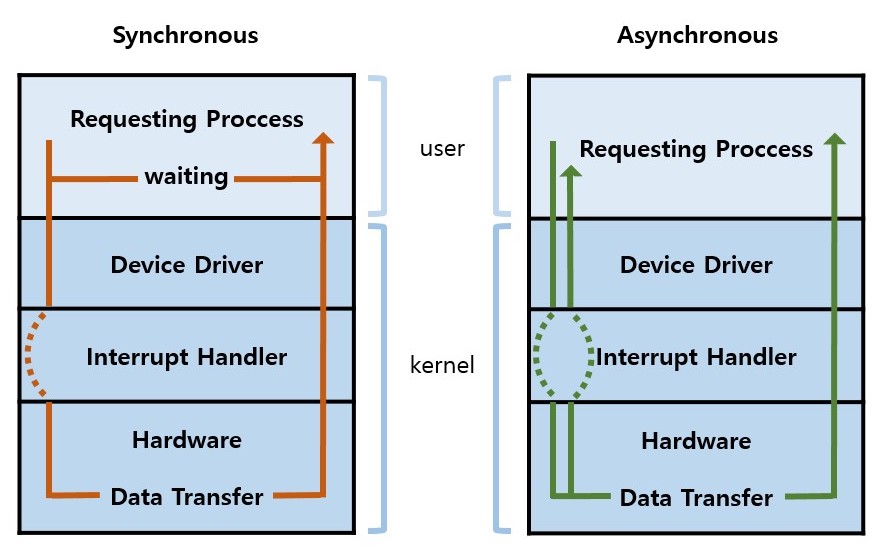 Synchronous
Requesting Proccess
waiting
Device Driver
Interrupt Handler
Hardware
Data Transfer
user
kernel
Asynchronous
Requesting Proccess
Device Driver
Interrupt Handler
Hardware
Data Transfer